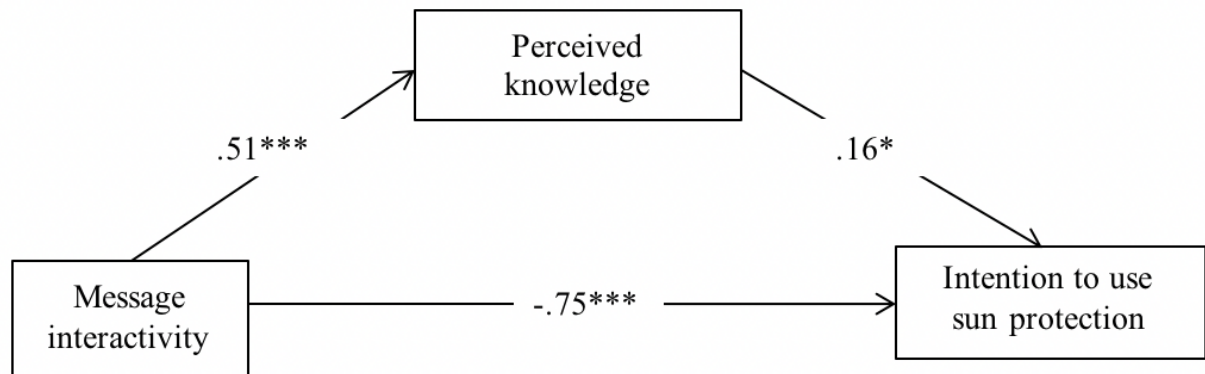 Perceived
knowledge
.51***
.16*
Message
interactivity
-.75***
Intention to use
sun protection